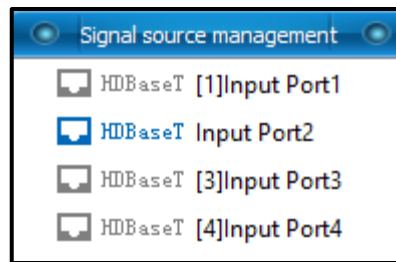 Signal source management
HDBaseT [1]Input Port1
HDBaseT Input Port2
HDBaseT [3]Input Port3
HDBaseT [4]Input Port4